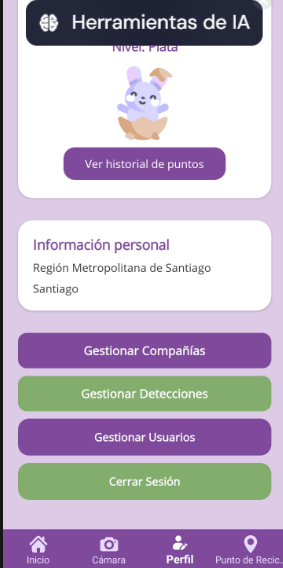 Herramientas de IA
Nivel: Plata
Ver historial de puntos
Información personal
Región Metropolitana de Santiago
Santiago
Gestionar Compañías
Gestionar Detecciones
Gestionar Usuarios
Cerrar Sesión
Inicio
Cámara
Perfil
Punto de Recic...